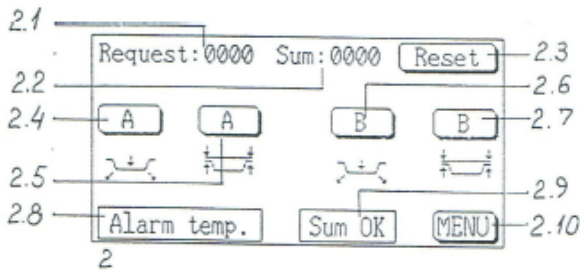 2.1
Request:0000 Sum:0000 Reset 2.3
2.2 2.6
2.4 A A B B 2.7
2.5
2.9
2.8 Alarm temp. Sum OK MENU 2.10
2